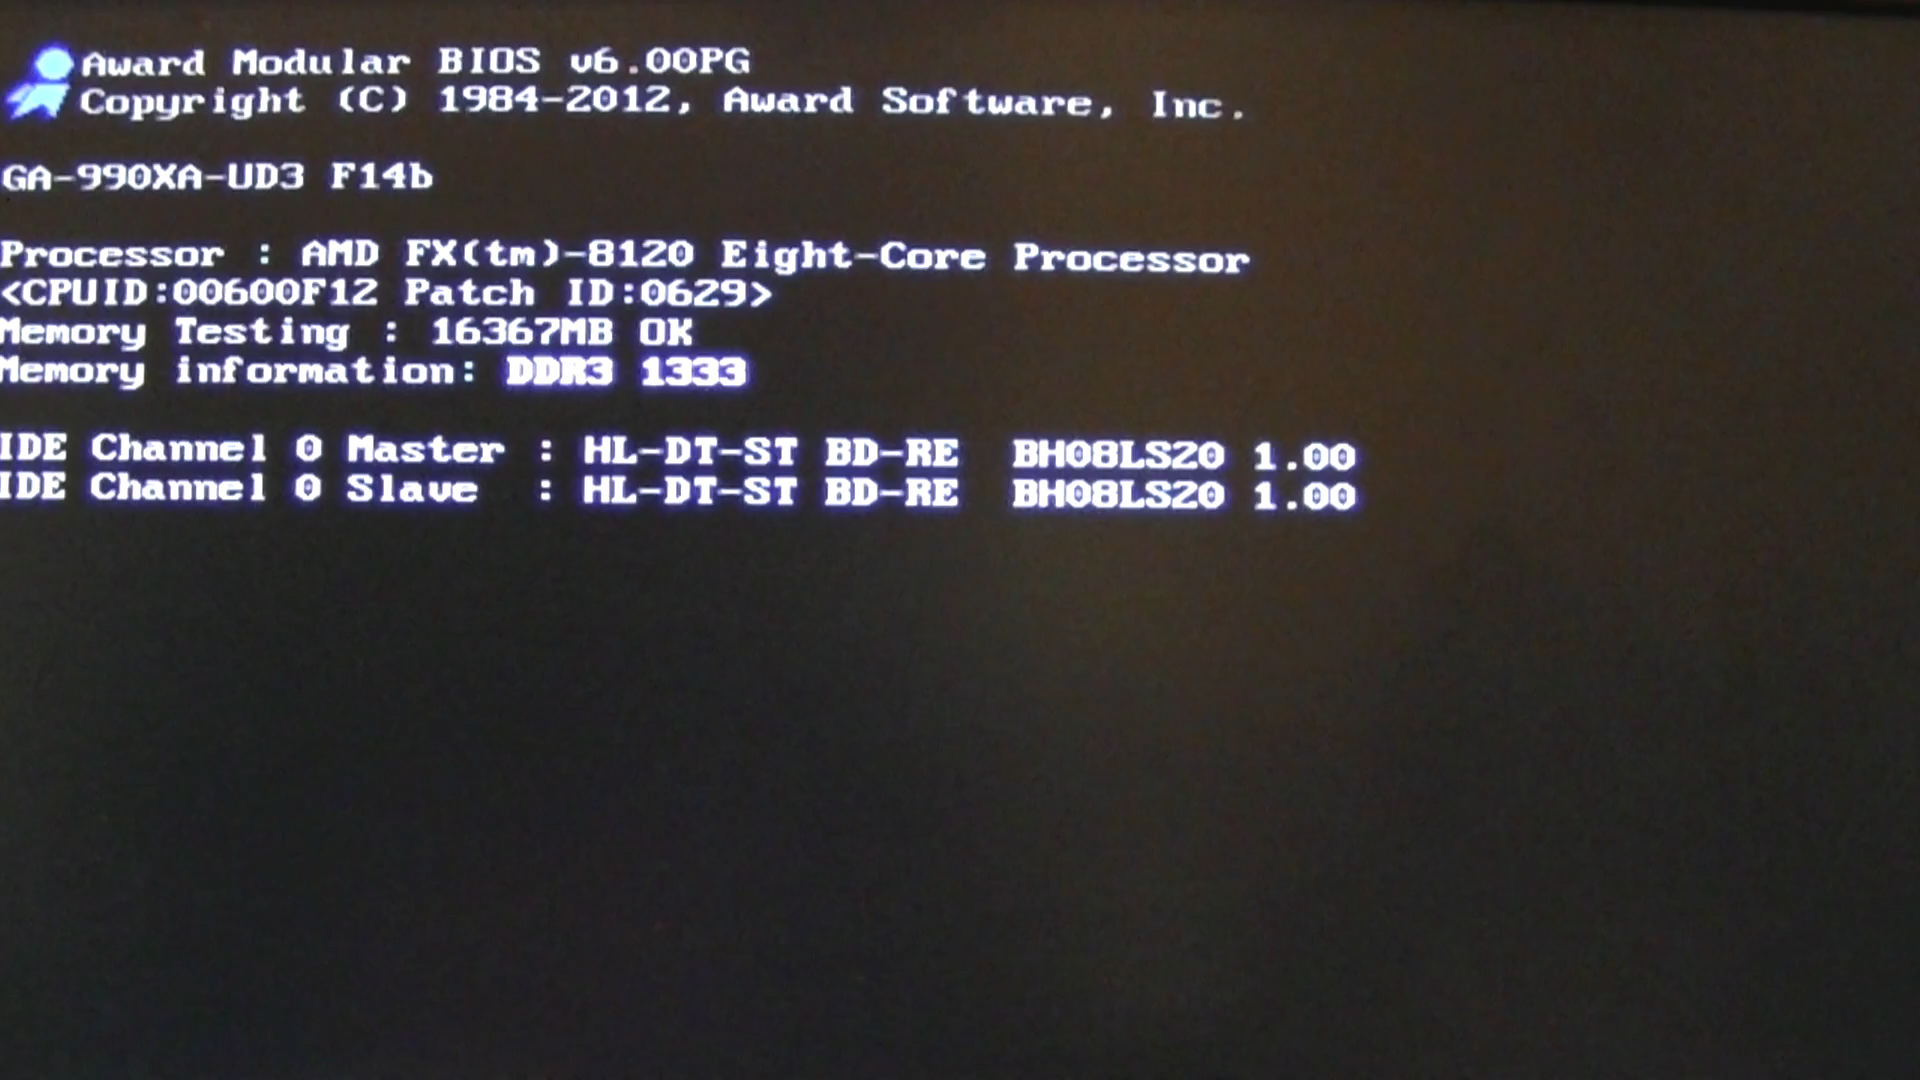 Award Modular BIOS v6.00PG
Copyright (C) 1984-2012, Award Software, Inc.
GA-990XA-UD3 F14b
Processor : AMD FX(tm)-8120 Eight-Core Processor
<CPUID:00600F12 Patch ID:0629>
Memory Testing : 16367MB OK
Memory information: DDR3 1333
IDE Channel 0 Master : HL-DT-ST BD-RE  BH08LS20 1.00
IDE Channel 0 Slave  : HL-DT-ST BD-RE  BH08LS20 1.00